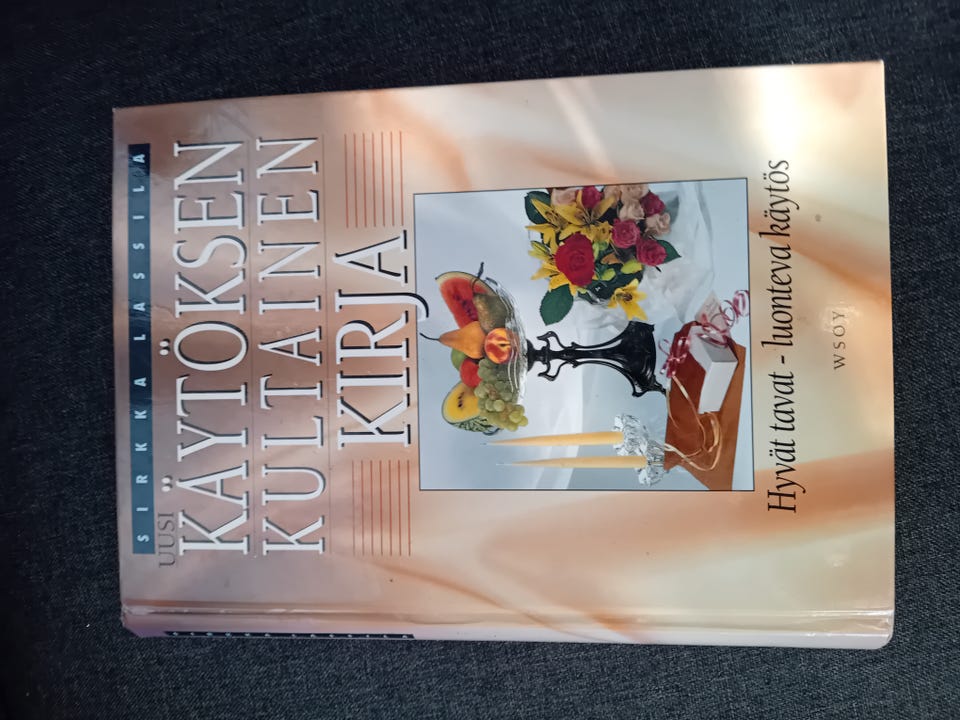 SIRKKA LASSILA
UUSI
KÄYTÖKSEN
KULTAINEN
KIRJA
Hyvät tavat - luonteva käytös
WSOY